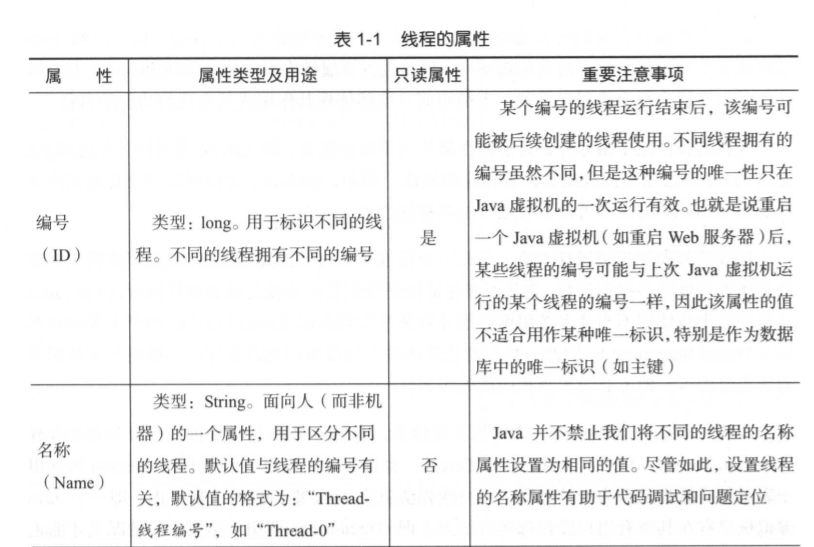 表 1-1 线程的属性
属 性 属性类型及用途 只读属性 重要注意事项
编号
（ID）
类型：long。用于标识不同的线
程。不同的线程拥有不同的编号
是
某个编号的线程运行结束后，该编号可
能被后续创建的线程使用。不同线程拥有的
编号虽然不同，但是这种编号的唯一性只在
Java 虚拟机的一次运行有效。也就是说重启
一个 Java 虚拟机（如重启 Web 服务器）后，
某些线程的编号可能与上次 Java 虚拟机运
行的某个线程的编号一样，因此该属性的值
不适合用作某种唯一标识，特别是作为数据
库中的唯一标识（如主键）
名称
（Name）
类型：String。面向人（而非机
器）的一个属性，用于区分不同
的线程。默认值与线程的编号有
关，默认值的格式为：“Thread-
线程编号”，如“Thread-0”
否
Java 并不禁止我们将不同的线程的名称
属性设置为相同的值。尽管如此，设置线程
的名称属性有助于代码调试和问题定位